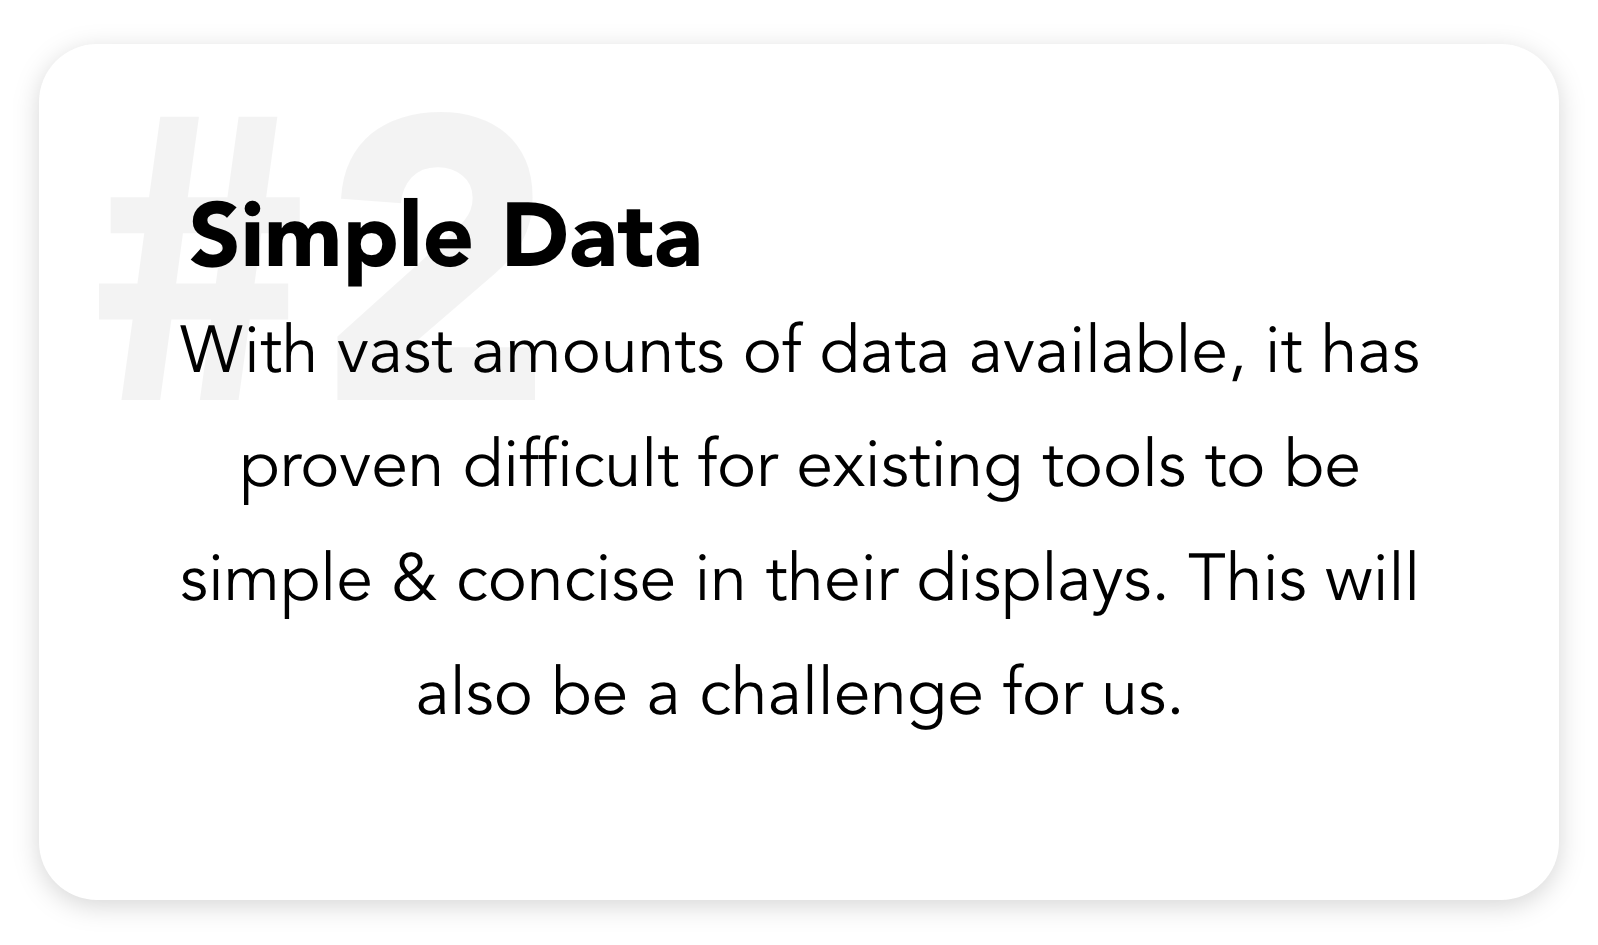 #2
Simple Data
With vast amounts of data available, it has
proven difficult for existing tools to be
simple & concise in their displays. This will
also be a challenge for us.